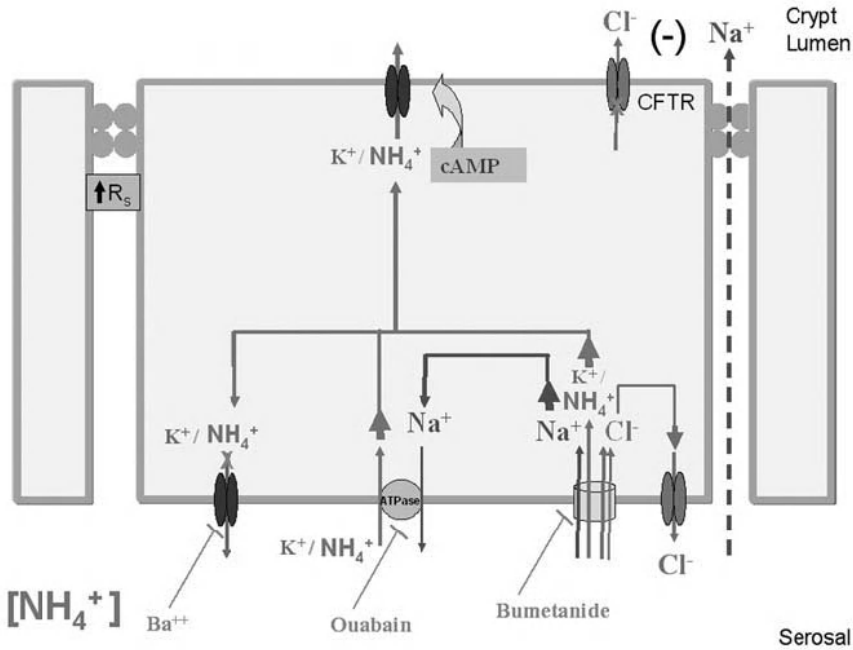 Crypt
Lumen
Cl⁻
(-)
Na⁺
CFTR
K⁺/NH₄⁺
cAMP
↑Rₛ
K⁺/
NH₄⁺
K⁺/ NH₄⁺
Na⁺
Na⁺
Cl⁻
ATPase
K⁺/ NH₄⁺
Cl⁻
[NH₄⁺]
Ba⁺⁺
Ouabain
Bumetanide
Serosal